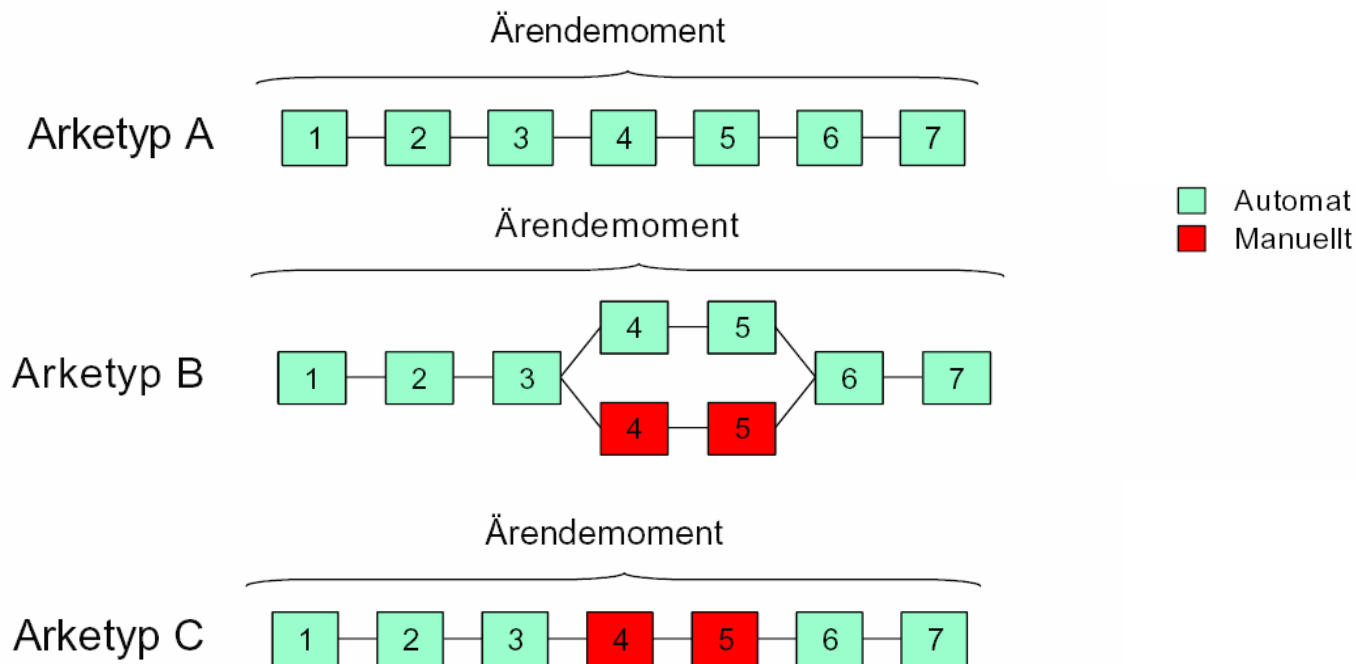 Ärendemoment
Arketyp A 1 2 3 4 5 6 7
Automat
Manuellt
Ärendemoment
4 5
Arketyp B 1 2 3 6 7
4 5
Ärendemoment
Arketyp C 1 2 3 4 5 6 7